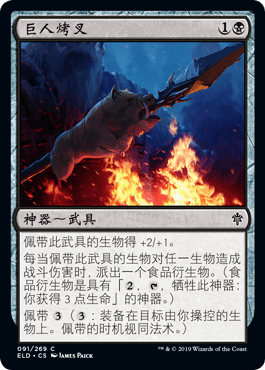 巨人烤叉 1
神器~武具
佩带此武具的生物得 +2/+1。
每当佩带此武具的生物对任一生物造成
战斗伤害时，派出一个食品衍生物。（食
品衍生物是具有「2，，牺牲此神器：
你获得 3 点生命」的神器。）
佩带 3（3：装备在目标由你操控的生
物上。佩带的时机视同法术。）
091/269 C
ELD • CS JAMES PAICK
™ & © 2019 Wizards of the Coast